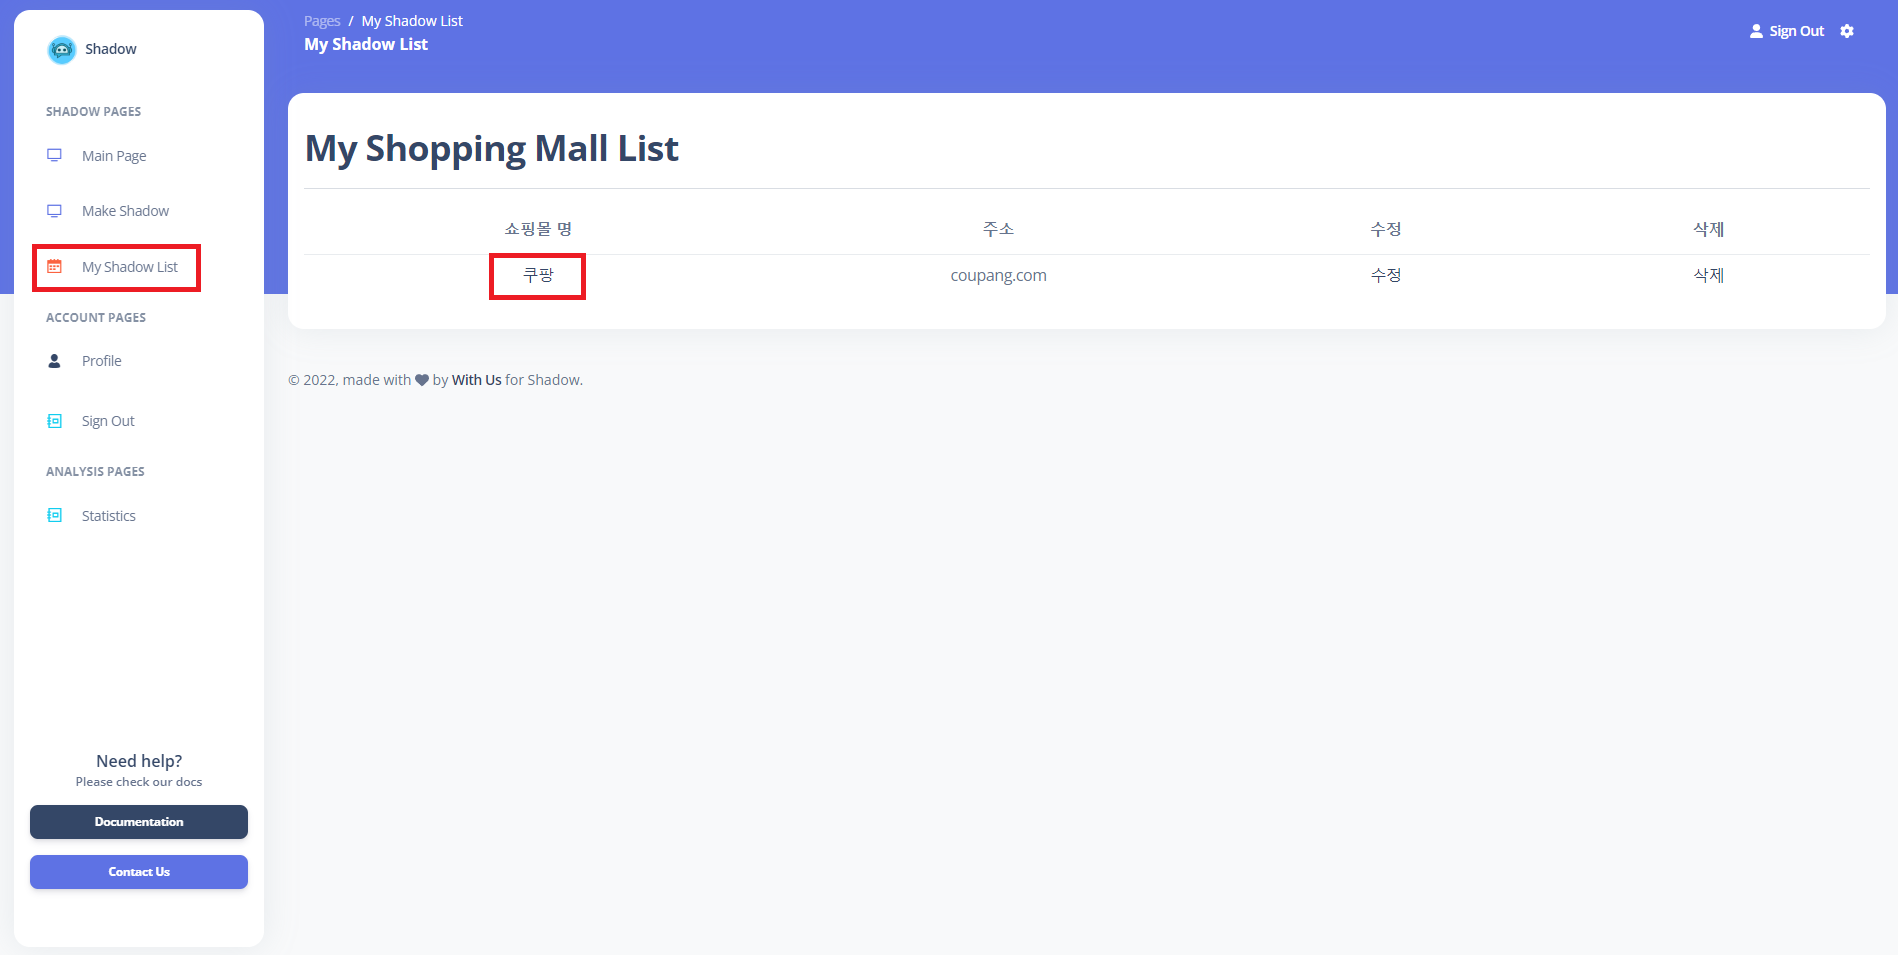 Shadow
SHADOW PAGES
Main Page
Make Shadow
My Shadow List
ACCOUNT PAGES
Profile
Sign Out
ANALYSIS PAGES
Statistics
Need help?
Please check our docs
Documentation
Contact Us
Pages / My Shadow List
My Shadow List
Sign Out
My Shopping Mall List
쇼핑몰 명 주소 수정 삭제
쿠팡 coupang.com 수정 삭제
© 2022, made with by With Us for Shadow.